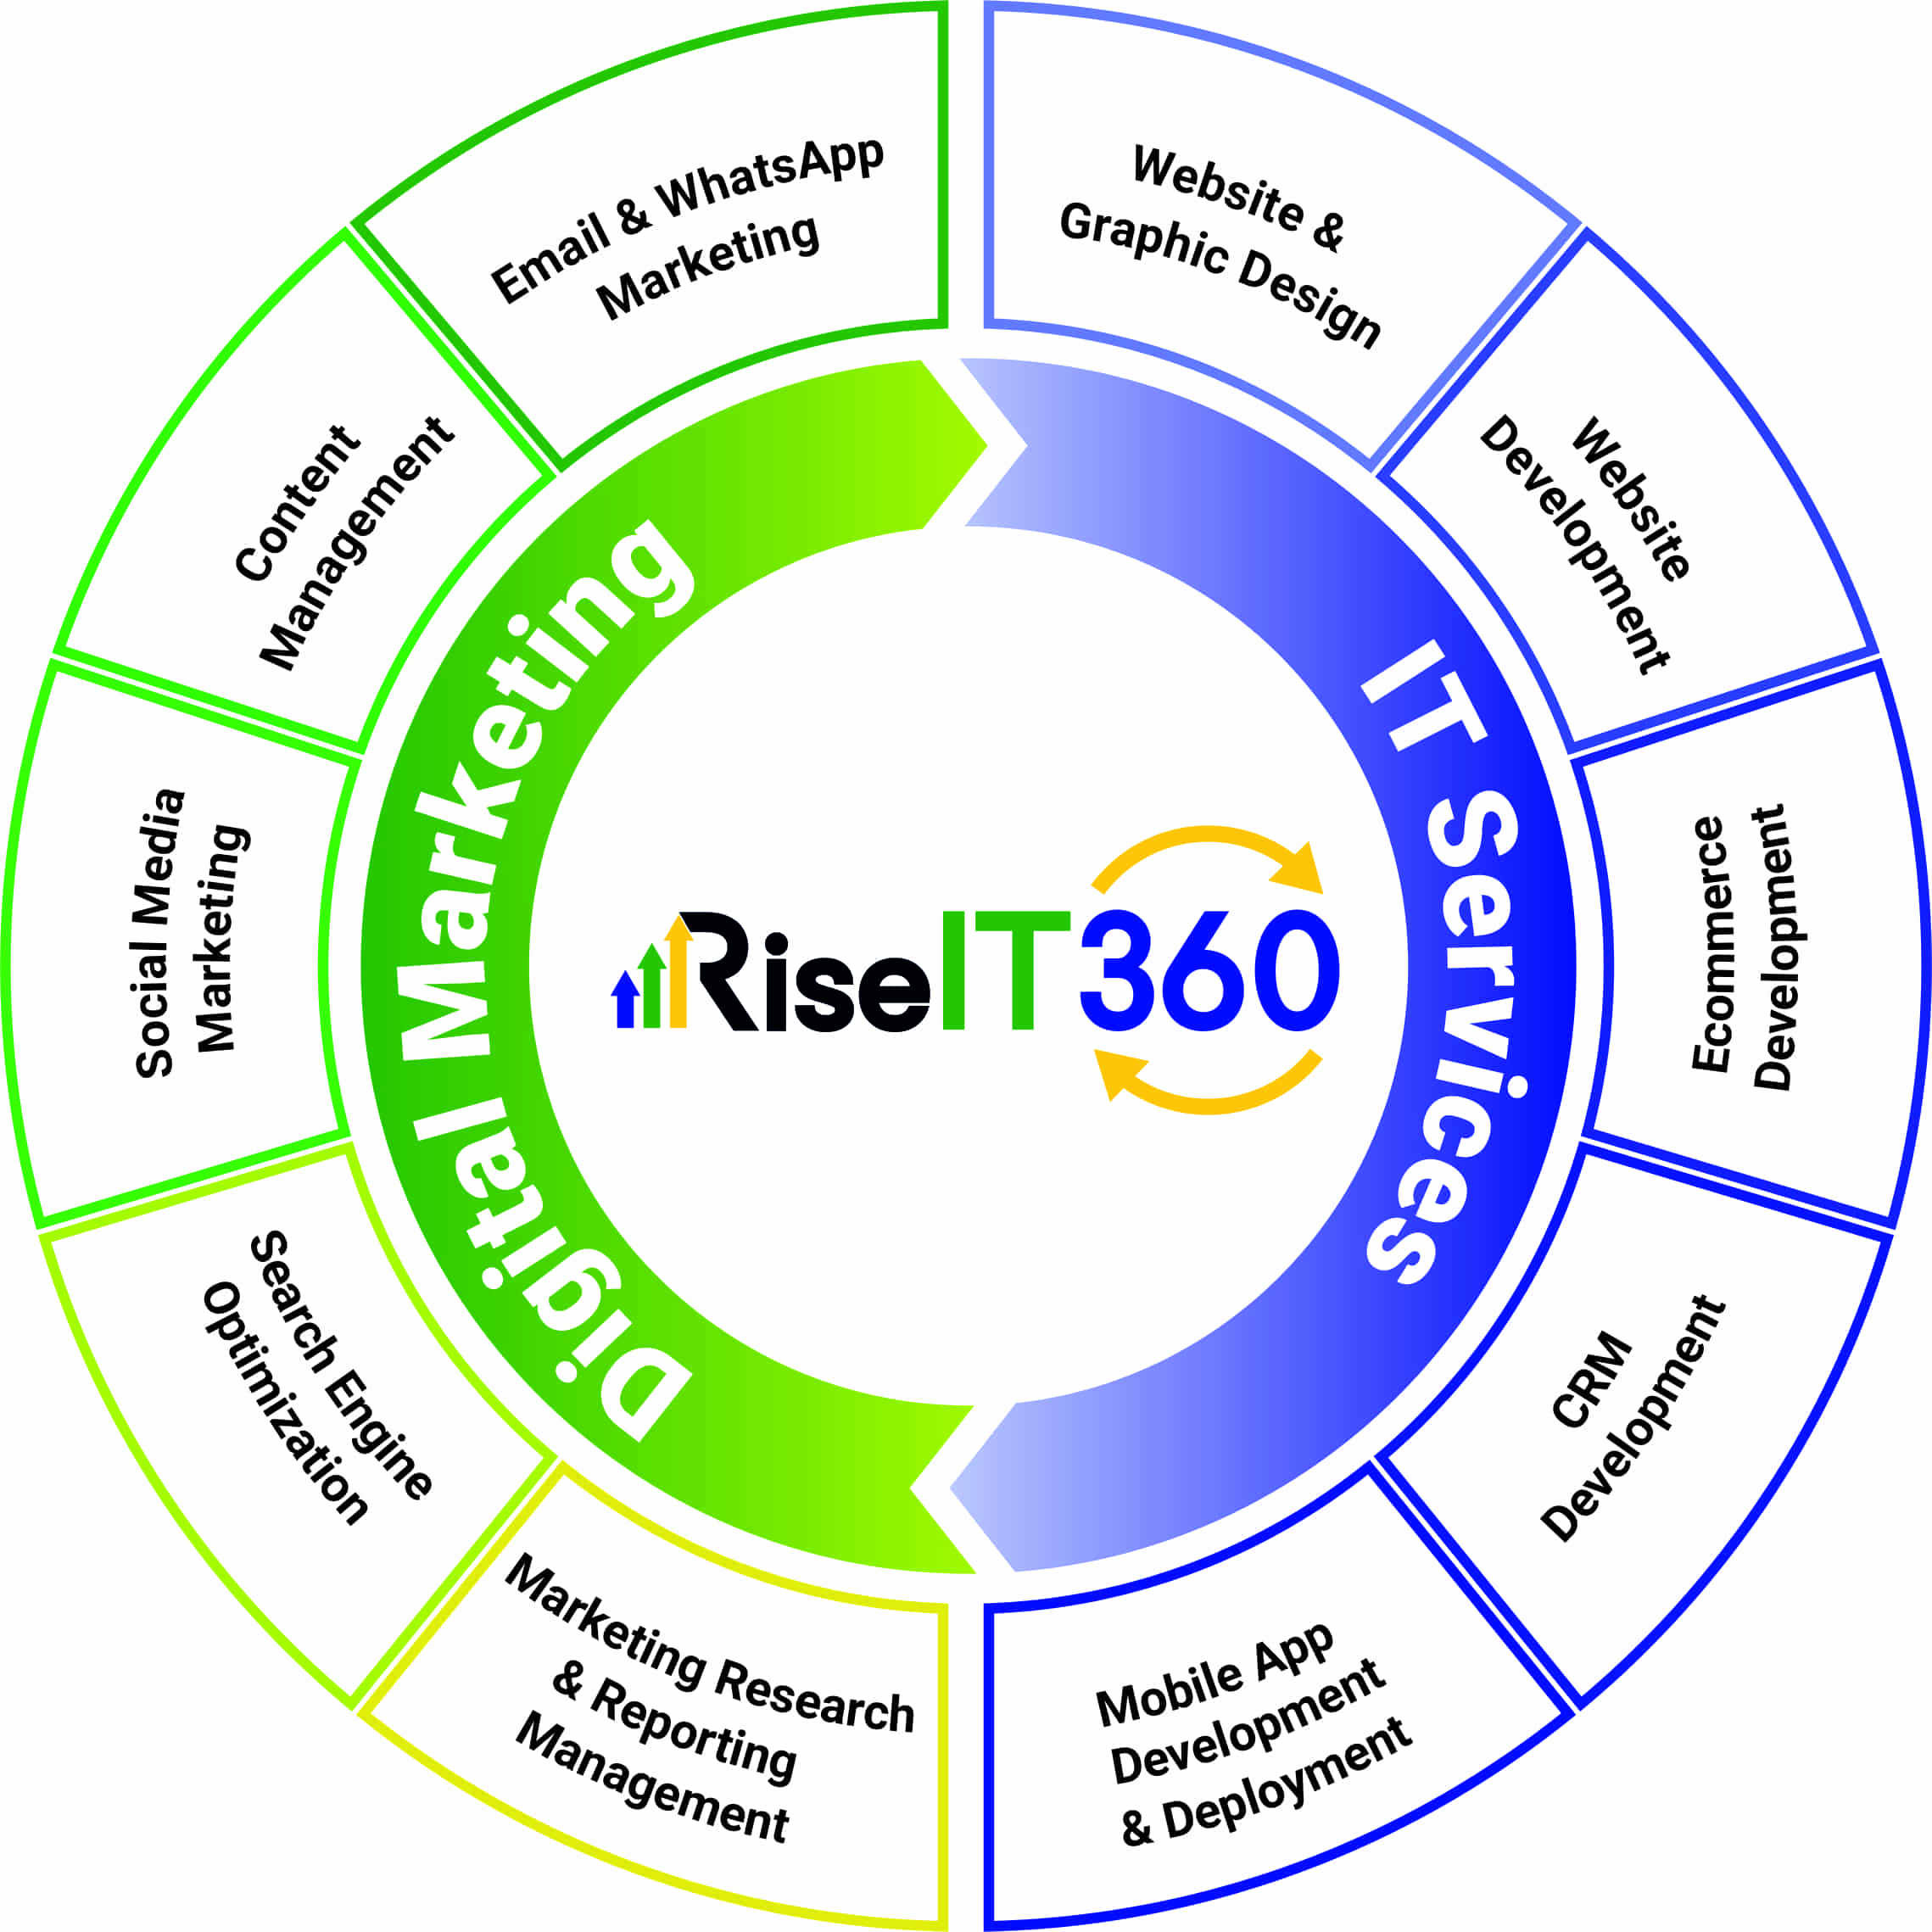 Website &
Graphic Design
Website
Development
Ecommerce
Development
CRM
Development
Mobile App
Development
& Deployment
Marketing Research
& Reporting
Management
Search Engine
Optimization
Social Media
Marketing
Content
Management
Email & WhatsApp
Marketing
Digital Marketing
IT Services
RiseIT360